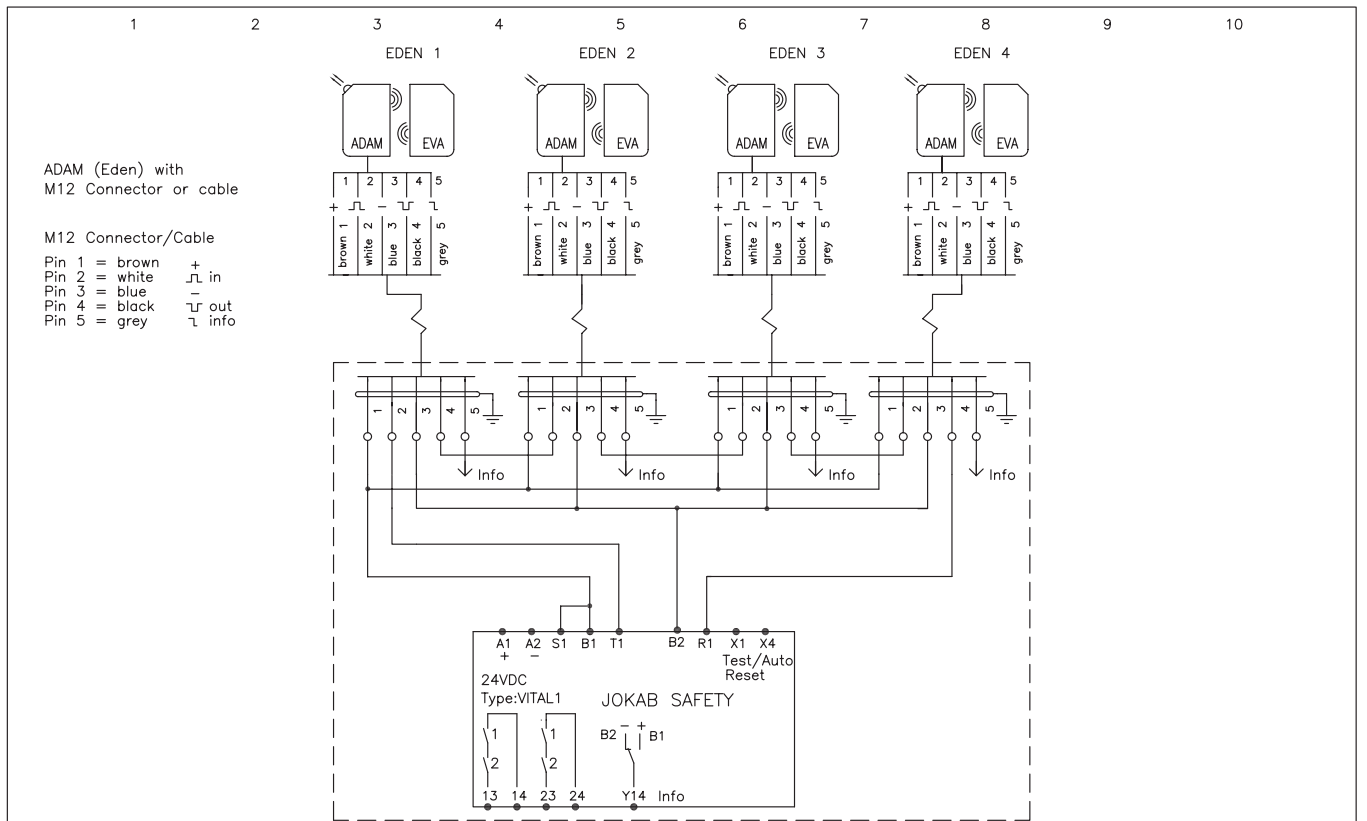 1 2 3 4 5 6 7 8 9 10
EDEN 1 EDEN 2 EDEN 3 EDEN 4
ADAM EVA ADAM EVA ADAM EVA ADAM EVA
ADAM (Eden) with
M12 Connector or cable
1 2 3 4 5 1 2 3 4 5 1 2 3 4 5 1 2 3 4 5
+ − + − + − + −
brown 1 white 2 blue 3 black 4 grey 5 brown 1 white 2 blue 3 black 4 grey 5 brown 1 white 2 blue 3 black 4 grey 5 brown 1 white 2 blue 3 black 4 grey 5
M12 Connector/Cable
Pin 1 = brown +
Pin 2 = white in
Pin 3 = blue −
Pin 4 = black out
Pin 5 = grey info
1 2 3 4 5 1 2 3 4 5 1 2 3 4 5 1 2 3 4 5
Info Info Info Info
A1 A2 S1 B1 T1 B2 R1 X1 X4
+ −
Test/Auto
Reset
24VDC
Type:VITAL1 JOKAB SAFETY
− +
1 1 B2 B1
2 2
13 14 23 24 Y14 Info